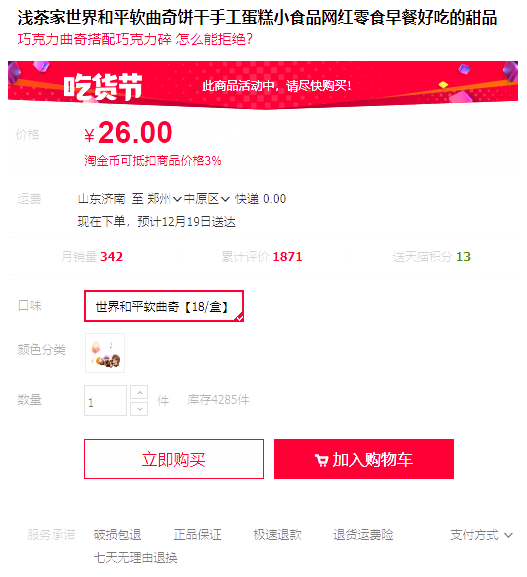 浅茶家世界和平软曲奇饼干手工蛋糕小食品网红零食早餐好吃的甜品
巧克力曲奇搭配巧克力碎 怎么能拒绝?
吃货节 此商品活动中，请尽快购买！
价格 ¥26.00
淘金币可抵扣商品价格3%
运费 山东济南 至 郑州 中原区 快递 0.00
现在下单，预计12月19日送达
月销量 342 累计评价 1871 送天猫积分 13
口味 世界和平软曲奇【18/盒】
颜色分类
数量 1 件 库存4285件
立即购买 加入购物车
服务承诺 破损包退 正品保证 极速退款 退货运费险 支付方式
七天无理由退换